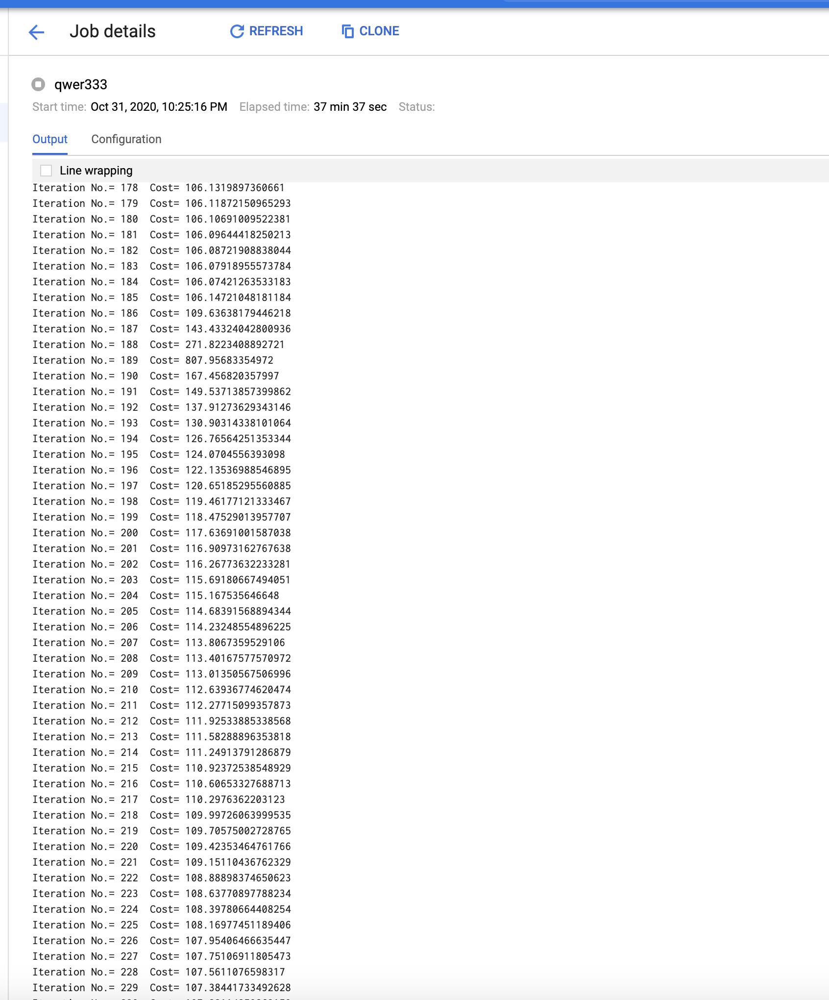 Job details
REFRESH
CLONE
qwer333
Start time: Oct 31, 2020, 10:25:16 PM Elapsed time: 37 min 37 sec Status:
Output Configuration
Line wrapping
Iteration No.= 178  Cost= 106.1319897360661
Iteration No.= 179  Cost= 106.11872150965293
Iteration No.= 180  Cost= 106.10691009522381
Iteration No.= 181  Cost= 106.09644418250213
Iteration No.= 182  Cost= 106.08721908838044
Iteration No.= 183  Cost= 106.07918955573784
Iteration No.= 184  Cost= 106.07421263533183
Iteration No.= 185  Cost= 106.14721048181184
Iteration No.= 186  Cost= 109.63638179446218
Iteration No.= 187  Cost= 143.43324042800936
Iteration No.= 188  Cost= 271.8223408892721
Iteration No.= 189  Cost= 807.95683354972
Iteration No.= 190  Cost= 167.456820357997
Iteration No.= 191  Cost= 149.53713857399862
Iteration No.= 192  Cost= 137.91273629343146
Iteration No.= 193  Cost= 130.90314338101064
Iteration No.= 194  Cost= 126.76564251353344
Iteration No.= 195  Cost= 124.0704556393098
Iteration No.= 196  Cost= 122.13536988546895
Iteration No.= 197  Cost= 120.65185295560885
Iteration No.= 198  Cost= 119.46177121333467
Iteration No.= 199  Cost= 118.47529013957707
Iteration No.= 200  Cost= 117.63691001587038
Iteration No.= 201  Cost= 116.90973162767638
Iteration No.= 202  Cost= 116.26773632233281
Iteration No.= 203  Cost= 115.69180667494051
Iteration No.= 204  Cost= 115.167535646648
Iteration No.= 205  Cost= 114.68391568894344
Iteration No.= 206  Cost= 114.23248554896225
Iteration No.= 207  Cost= 113.8067359529106
Iteration No.= 208  Cost= 113.40167577570972
Iteration No.= 209  Cost= 113.01350567506996
Iteration No.= 210  Cost= 112.63936774620474
Iteration No.= 211  Cost= 112.27715099357873
Iteration No.= 212  Cost= 111.92533885338568
Iteration No.= 213  Cost= 111.58288896353818
Iteration No.= 214  Cost= 111.24913791286879
Iteration No.= 215  Cost= 110.92372538548929
Iteration No.= 216  Cost= 110.60653327688713
Iteration No.= 217  Cost= 110.2976362203123
Iteration No.= 218  Cost= 109.99726063999535
Iteration No.= 219  Cost= 109.70575002728765
Iteration No.= 220  Cost= 109.42353464761766
Iteration No.= 221  Cost= 109.15110436762329
Iteration No.= 222  Cost= 108.88898374650623
Iteration No.= 223  Cost= 108.63770897788234
Iteration No.= 224  Cost= 108.39780664408254
Iteration No.= 225  Cost= 108.16977451189406
Iteration No.= 226  Cost= 107.95406466635447
Iteration No.= 227  Cost= 107.75106911805473
Iteration No.= 228  Cost= 107.5611076598317
Iteration No.= 229  Cost= 107.38441733492628